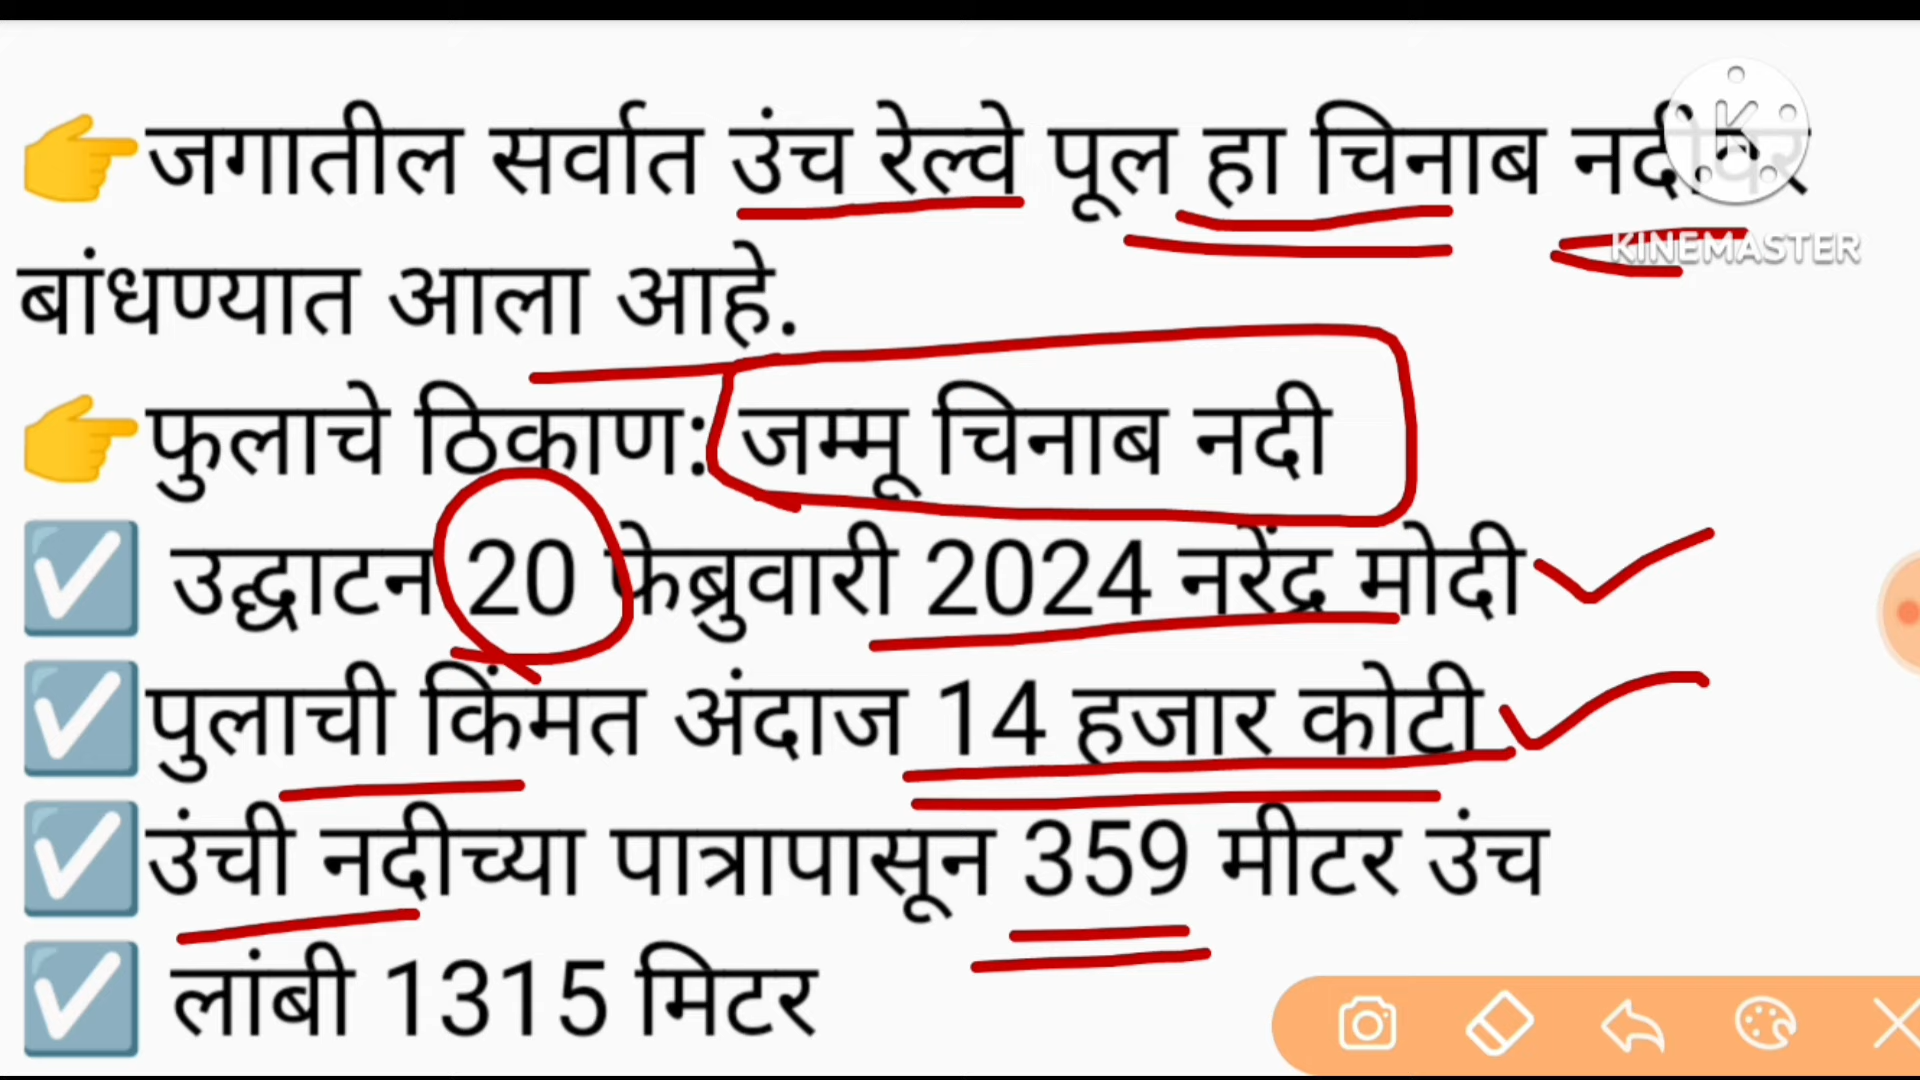 जगातील सर्वात उंच रेल्वे पूल हा चिनाब नदीवर
KINEMASTER
बांधण्यात आला आहे.
फुलाचे ठिकाण: जम्मू चिनाब नदी
उद्घाटन 20 फेब्रुवारी 2024 नरेंद्र मोदी
पुलाची किंमत अंदाज 14 हजार कोटी
उंची नदीच्या पात्रापासून 359 मीटर उंच
लांबी 1315 मिटर